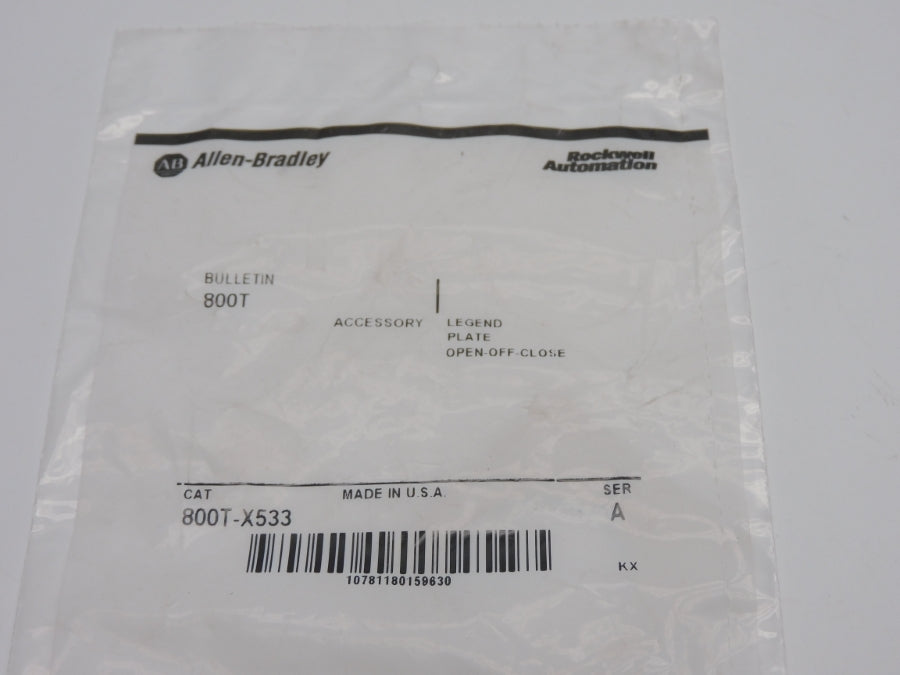 AB Allen-Bradley
Rockwell
Automation
BULLETIN
800T
ACCESSORY LEGEND
PLATE
OPEN-OFF-CLOSE
CAT MADE IN U.S.A. SER
800T-X533 A
10781180159630
KX